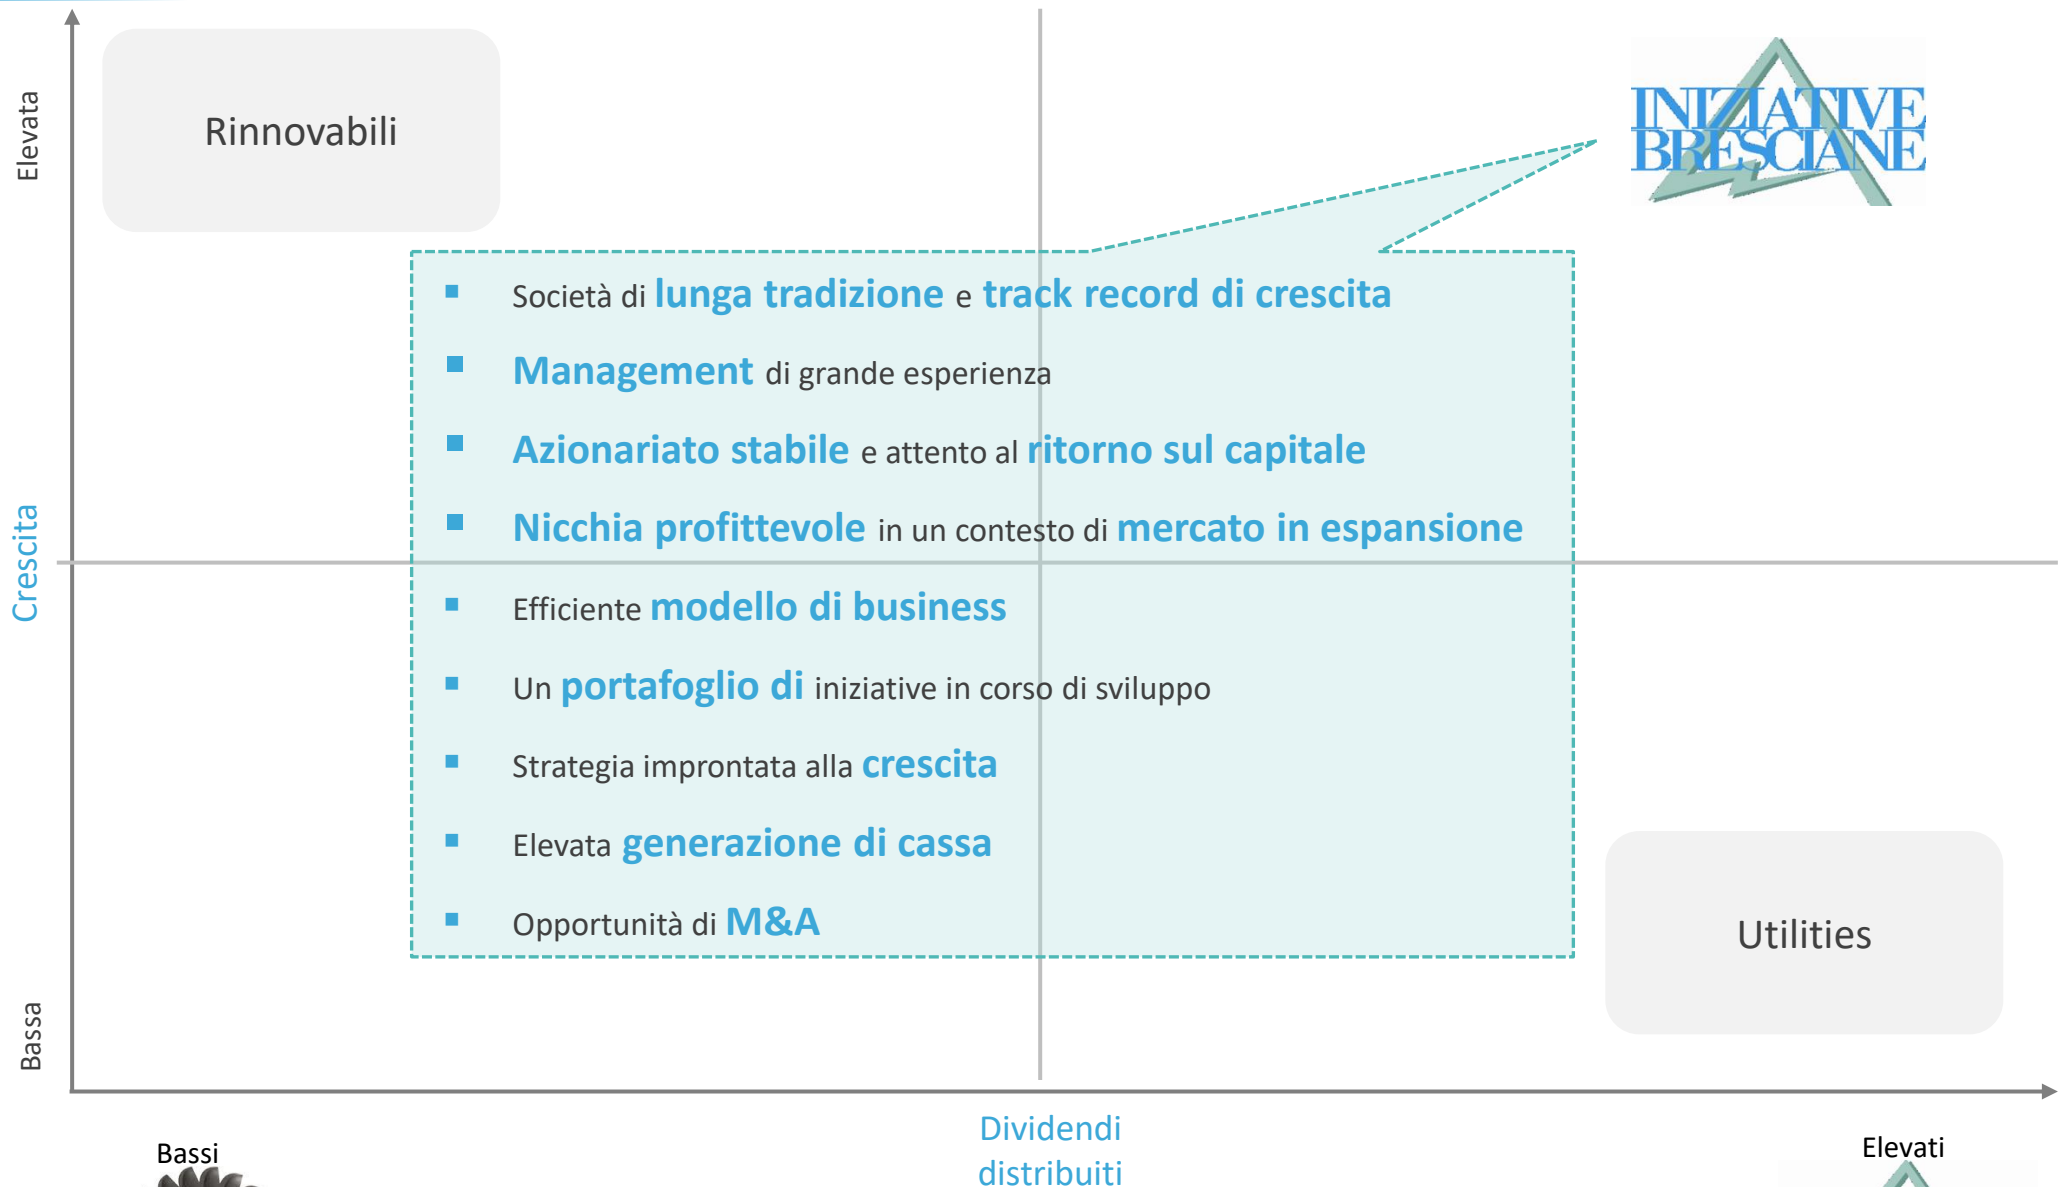 Elevata
Rinnovabili
INIZIATIVE
BRESCIANE
▪ Società di lunga tradizione e track record di crescita
▪ Management di grande esperienza
▪ Azionariato stabile e attento al ritorno sul capitale
▪ Nicchia profittevole in un contesto di mercato in espansione
Crescita
▪ Efficiente modello di business
▪ Un portafoglio di iniziative in corso di sviluppo
▪ Strategia improntata alla crescita
▪ Elevata generazione di cassa
▪ Opportunità di M&A
Utilities
Bassa
Bassi
Dividendi
distribuiti
Elevati